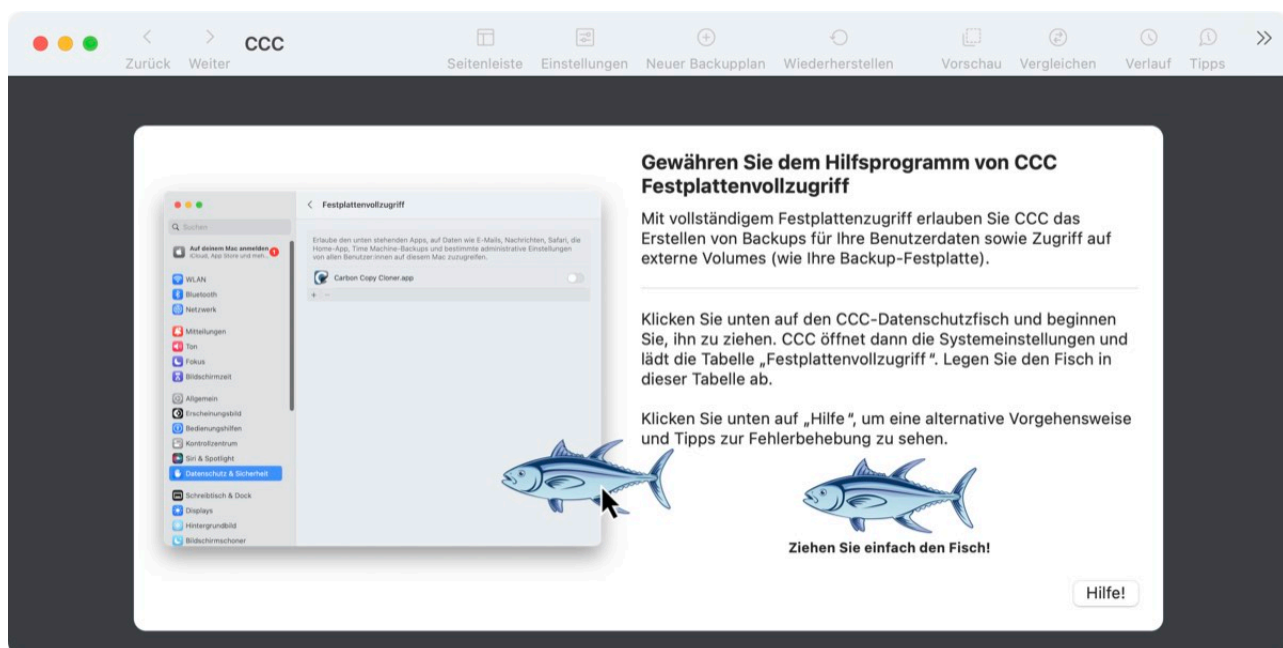 CCC
Zurück
Weiter
Seitenleiste
Einstellungen
Neuer Backupplan
Wiederherstellen
Vorschau
Vergleichen
Verlauf
Tipps
Festplattenvollzugriff
Suchen
Auf deinem Mac anmelden
iCloud, App Store und meh...
WLAN
Bluetooth
Netzwerk
Mitteilungen
Ton
Fokus
Bildschirmzeit
Allgemein
Erscheinungsbild
Bedienungshilfen
Kontrollzentrum
Siri & Spotlight
Datenschutz & Sicherheit
Schreibtisch & Dock
Displays
Hintergrundbild
Bildschirmschoner
Erlaube den unten stehenden Apps, auf Daten wie E-Mails, Nachrichten, Safari, die
Home-App, Time Machine-Backups und bestimmte administrative Einstellungen
von allen Benutzer:innen auf diesem Mac zuzugreifen.
Carbon Copy Cloner.app
Gewähren Sie dem Hilfsprogramm von CCC
Festplattenvollzugriff
Mit vollständigem Festplattenzugriff erlauben Sie CCC das
Erstellen von Backups für Ihre Benutzerdaten sowie Zugriff auf
externe Volumes (wie Ihre Backup-Festplatte).
Klicken Sie unten auf den CCC-Datenschutzfisch und beginnen
Sie, ihn zu ziehen. CCC öffnet dann die Systemeinstellungen und
lädt die Tabelle „Festplattenvollzugriff“. Legen Sie den Fisch in
dieser Tabelle ab.
Klicken Sie unten auf „Hilfe“, um eine alternative Vorgehensweise
und Tipps zur Fehlerbehebung zu sehen.
Ziehen Sie einfach den Fisch!
Hilfe!